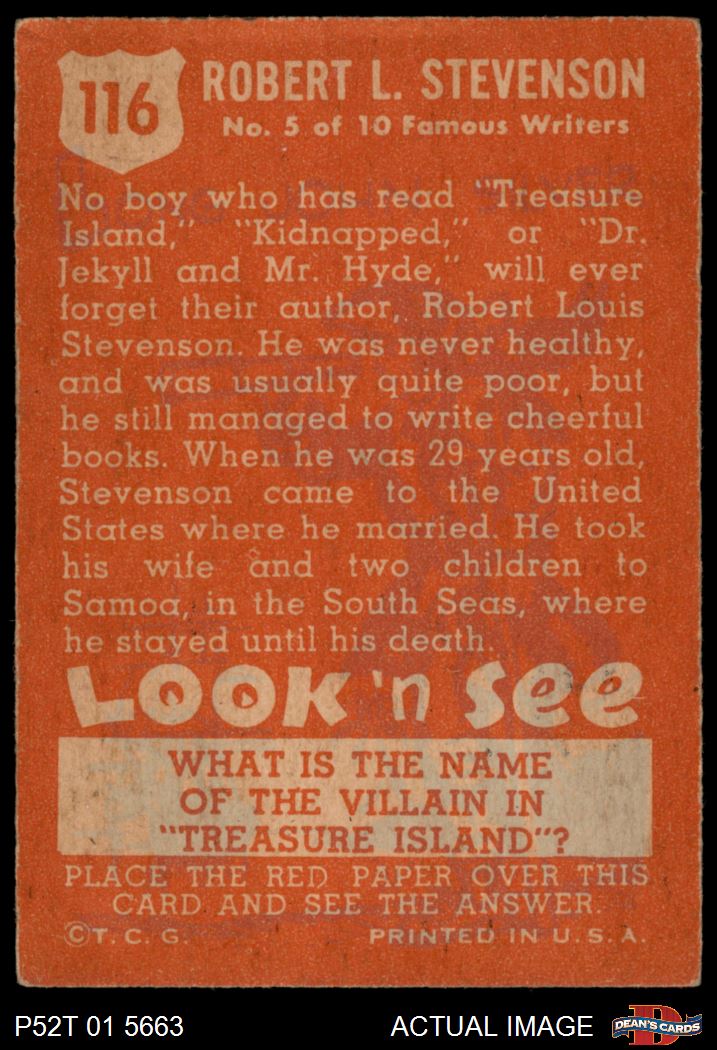 116
ROBERT L. STEVENSON
No. 5 of 10 Famous Writers
No boy who has read "Treasure
Island," "Kidnapped," or "Dr.
Jekyll and Mr. Hyde," will ever
forget their author, Robert Louis
Stevenson. He was never healthy,
and was usually quite poor, but
he still managed to write cheerful
books. When he was 29 years old,
Stevenson came to the United
States where he married. He took
his wife and two children to
Samoa, in the South Seas, where
he stayed until his death.
LOOK 'n See
WHAT IS THE NAME
OF THE VILLAIN IN
"TREASURE ISLAND"?
PLACE THE RED PAPER OVER THIS
CARD AND SEE THE ANSWER.
©T. C. G. PRINTED IN U. S. A.
P52T 01 5663 ACTUAL IMAGE D DEAN'S CARDS